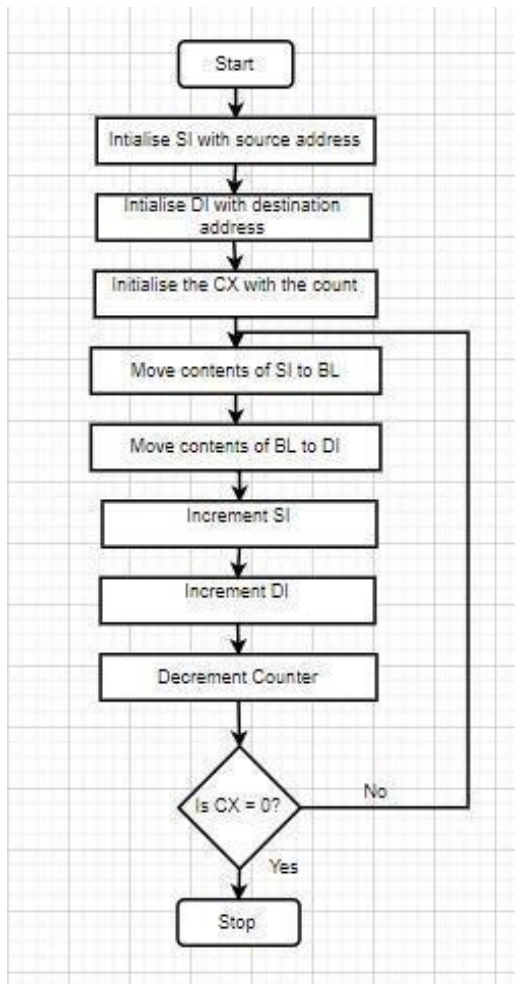 Start
Intialise SI with source address
Intialise DI with destination
address
Initialise the CX with the count
Move contents of SI to BL
Move contents of BL to DI
Increment SI
Increment DI
Decrement Counter
Is CX = 0?
No
Yes
Stop